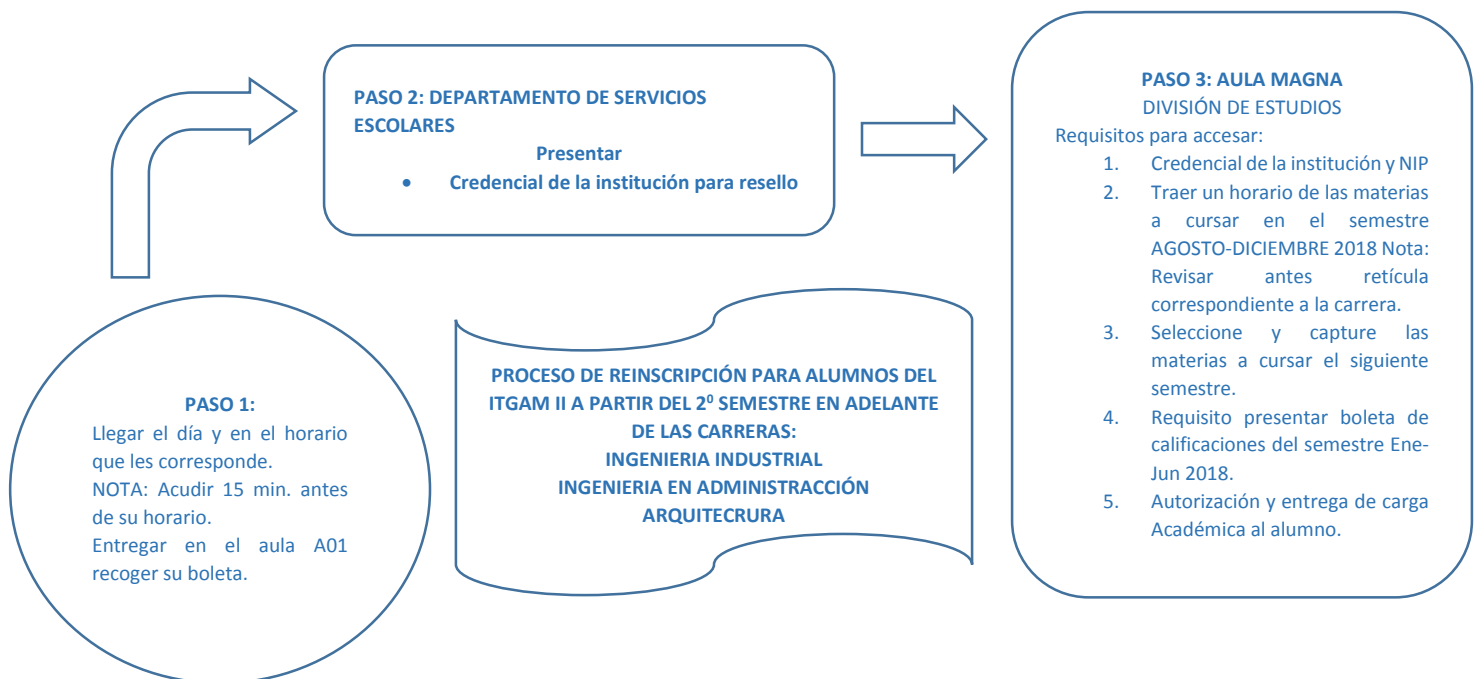 PASO 1:
Llegar el día y en el horario
que les corresponde.
NOTA: Acudir 15 min. antes
de su horario.
Entregar en el aula A01
recoger su boleta.
PASO 2: DEPARTAMENTO DE SERVICIOS
ESCOLARES
Presentar
• Credencial de la institución para resello
PASO 3: AULA MAGNA
DIVISIÓN DE ESTUDIOS
Requisitos para accesar:
1. Credencial de la institución y NIP
2. Traer un horario de las materias
a cursar en el semestre
AGOSTO-DICIEMBRE 2018 Nota:
Revisar antes retícula
correspondiente a la carrera.
3. Seleccione y capture las
materias a cursar el siguiente
semestre.
4. Requisito presentar boleta de
calificaciones del semestre Ene-
Jun 2018.
5. Autorización y entrega de carga
Académica al alumno.
PROCESO DE REINSCRIPCIÓN PARA ALUMNOS DEL
ITGAM II A PARTIR DEL 2⁰ SEMESTRE EN ADELANTE
DE LAS CARRERAS:
INGENIERIA INDUSTRIAL
INGENIERIA EN ADMINISTRACCIÓN
ARQUITECRURA